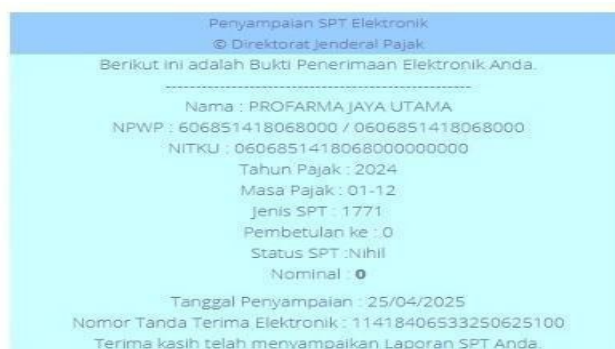 Penyampaian SPT Elektronik
© Direktorat Jenderal Pajak
Berikut ini adalah Bukti Penerimaan Elektronik Anda.
--------------------------------------------------
Nama : PROFARMA JAYA UTAMA
NPWP : 606851418068000 / 0606851418068000
NITKU : 0606851418068000000000
Tahun Pajak : 2024
Masa Pajak : 01-12
Jenis SPT : 1771
Pembetulan ke : 0
Status SPT :Nihil
Nominal : 0
Tanggal Penyampaian : 25/04/2025
Nomor Tanda Terima Elektronik : 11418406533250625100
Terima kasih telah menyampaikan Laporan SPT Anda.